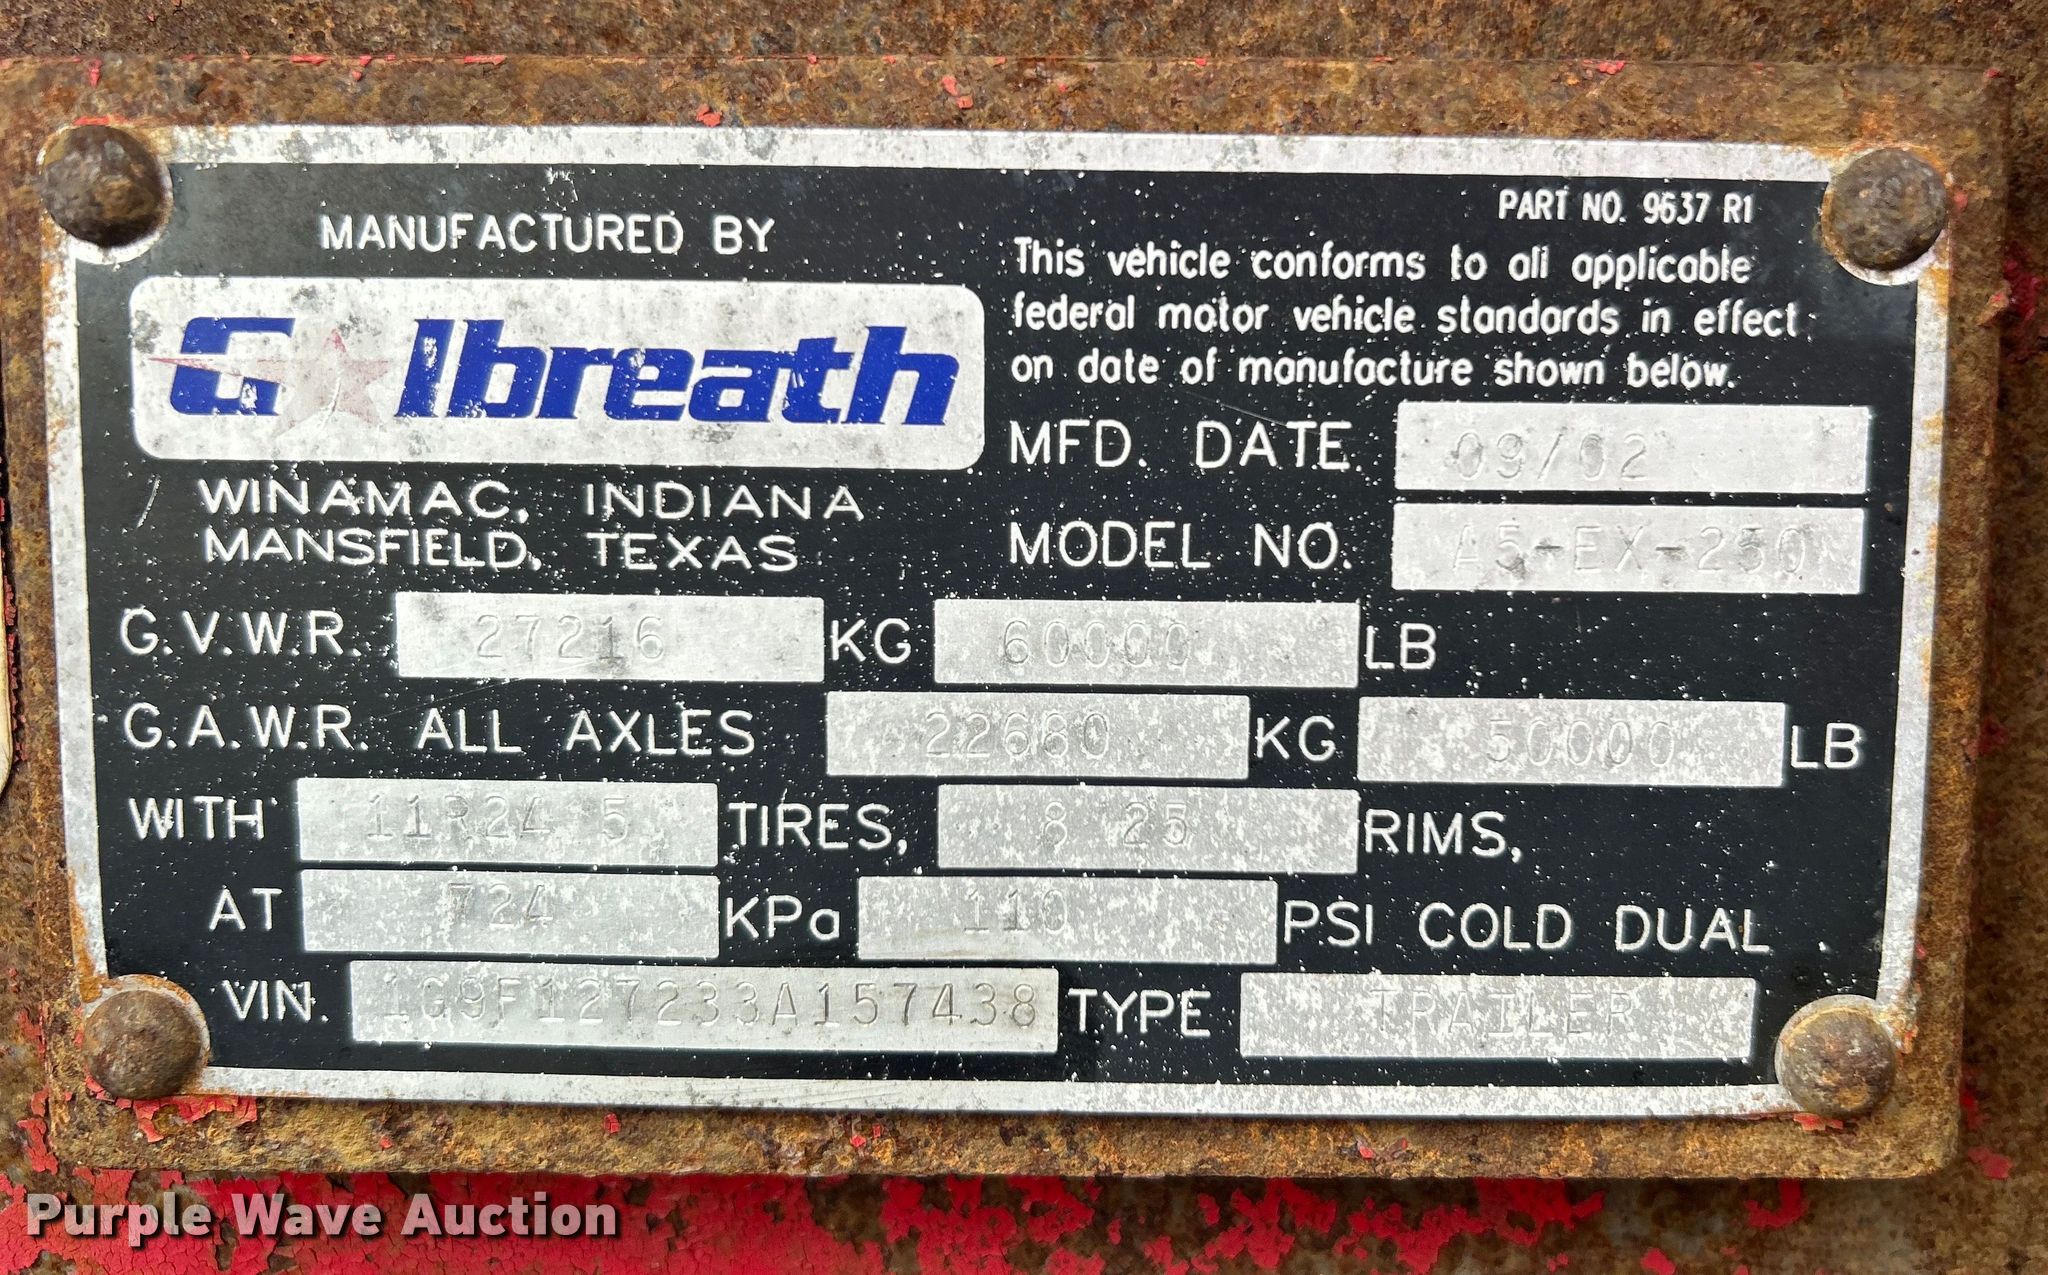 PART NO. 9637 R1
MANUFACTURED BY
Galbreath
WINAMAC, INDIANA
MANSFIELD, TEXAS
This vehicle conforms to all applicable
federal motor vehicle standards in effect
on date of manufacture shown below.
MFD. DATE 09/02
MODEL NO. A5-EX-250
G.V.W.R. 27216 KG 60000 LB
G.A.W.R. ALL AXLES 22680 KG 50000 LB
WITH 11R24 5 TIRES, 8 25 RIMS,
AT 724 KPa 110 PSI COLD DUAL
VIN. 1G9F127233A157438 TYPE TRAILER
Purple Wave Auction